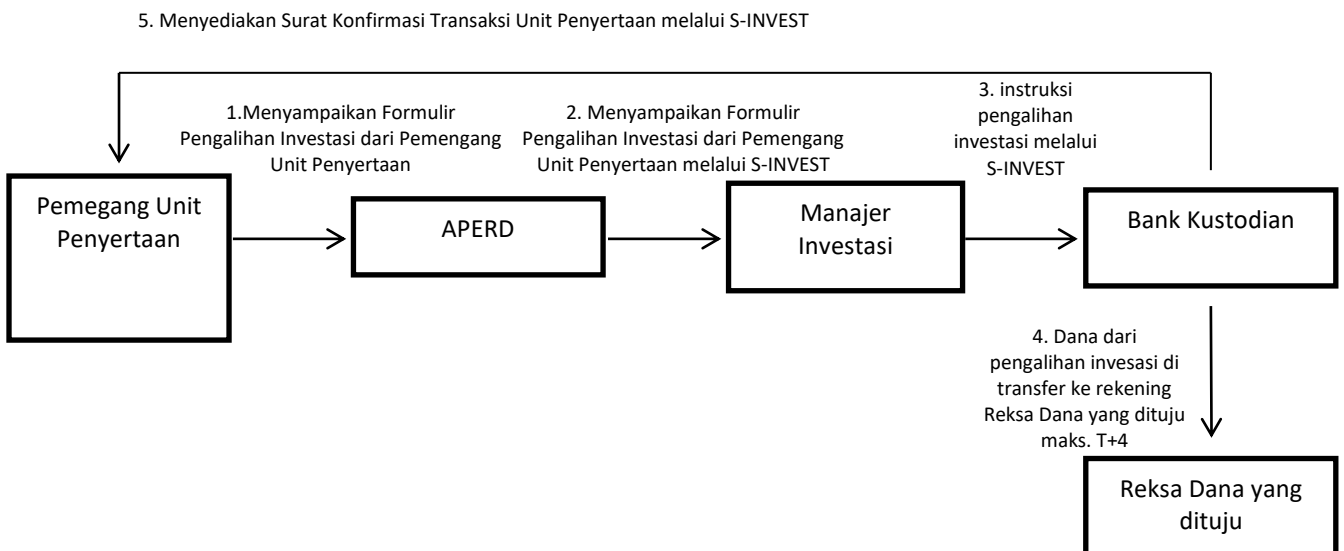 5. Menyediakan Surat Konfirmasi Transaksi Unit Penyertaan melalui S-INVEST
1.Menyampaikan Formulir
Pengalihan Investasi dari Pemengang
Unit Penyertaan
2. Menyampaikan Formulir
Pengalihan Investasi dari Pemengang
Unit Penyertaan melalui S-INVEST
3. instruksi
pengalihan
investasi melalui
S-INVEST
Pemegang Unit
Penyertaan
APERD
Manajer
Investasi
Bank Kustodian
4. Dana dari
pengalihan invesasi di
transfer ke rekening
Reksa Dana yang dituju
maks. T+4
Reksa Dana yang
dituju